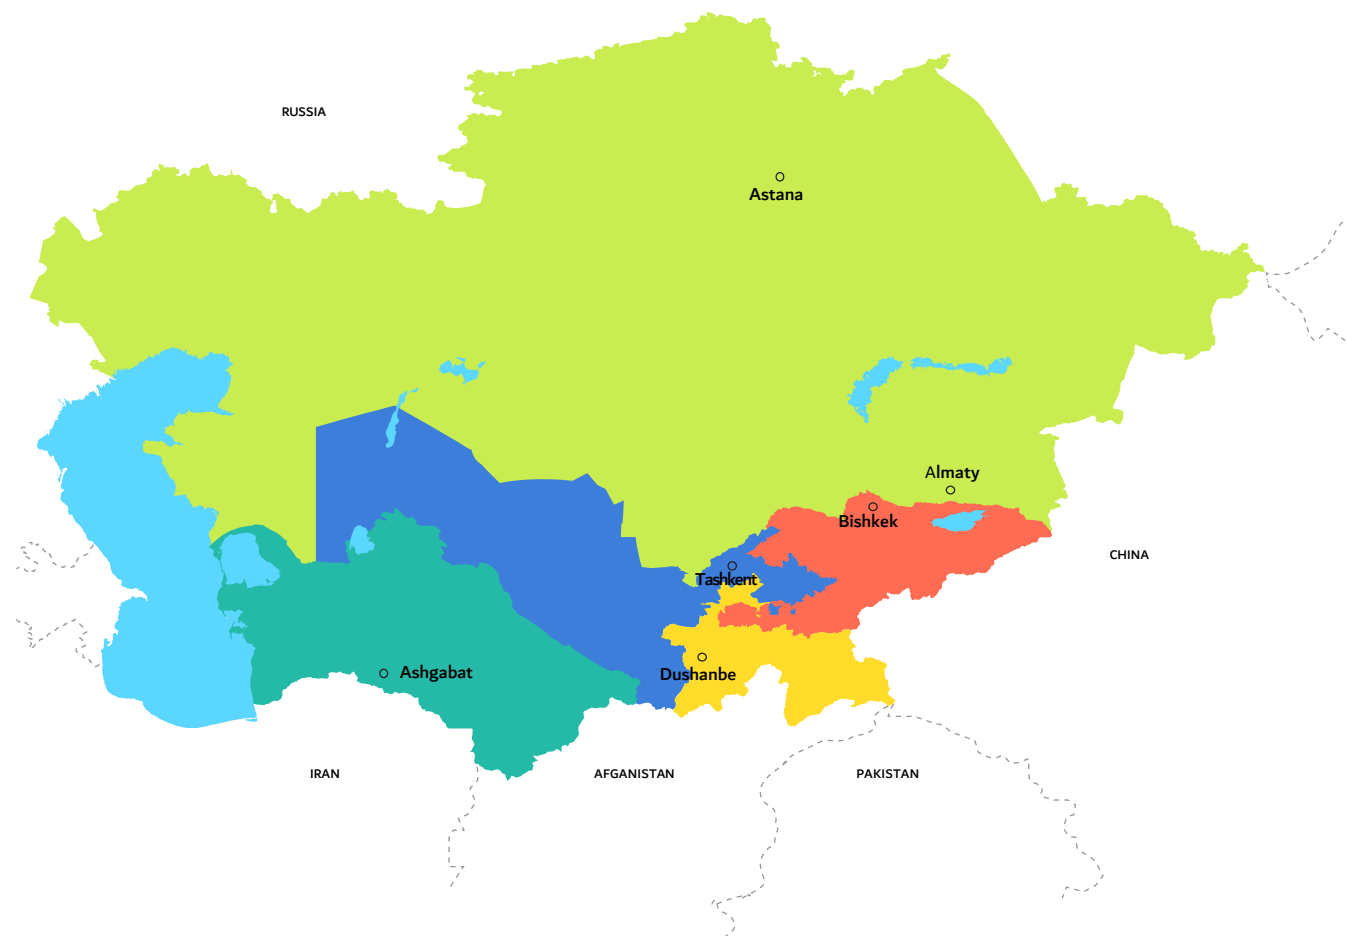 RUSSIA
Astana
Almaty
Bishkek
CHINA
Tashkent
Ashgabat
Dushanbe
IRAN
AFGANISTAN
PAKISTAN